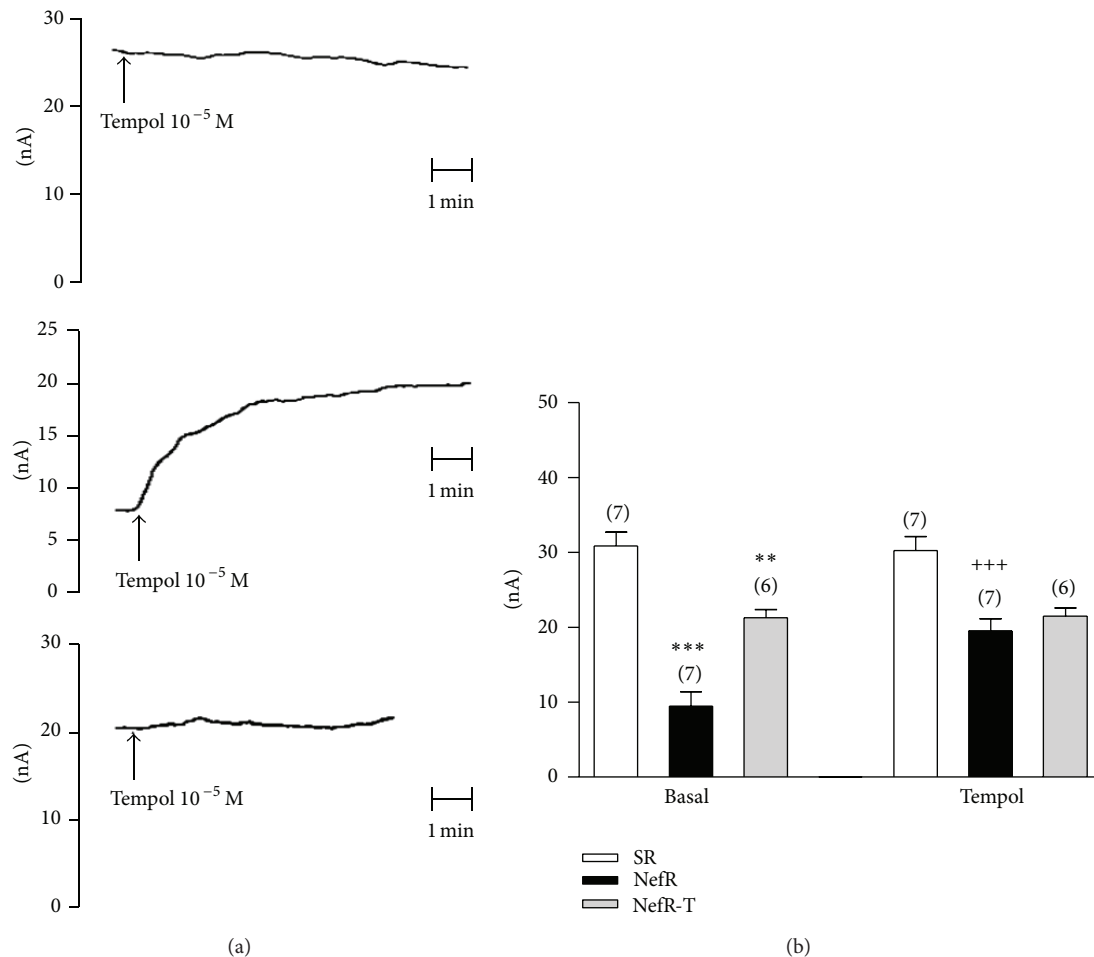 30
20
10
0
(nA)
Tempol 10⁻⁵ M
1 min
25
20
15
10
5
0
(nA)
Tempol 10⁻⁵ M
1 min
30
20
10
0
(nA)
Tempol 10⁻⁵ M
1 min
(a)
50
40
30
20
10
0
(nA)
(7)
***
(7)
**
(6)
(7)
+++
(7)
(6)
Basal
Tempol
SR
NefR
NefR-T
(b)